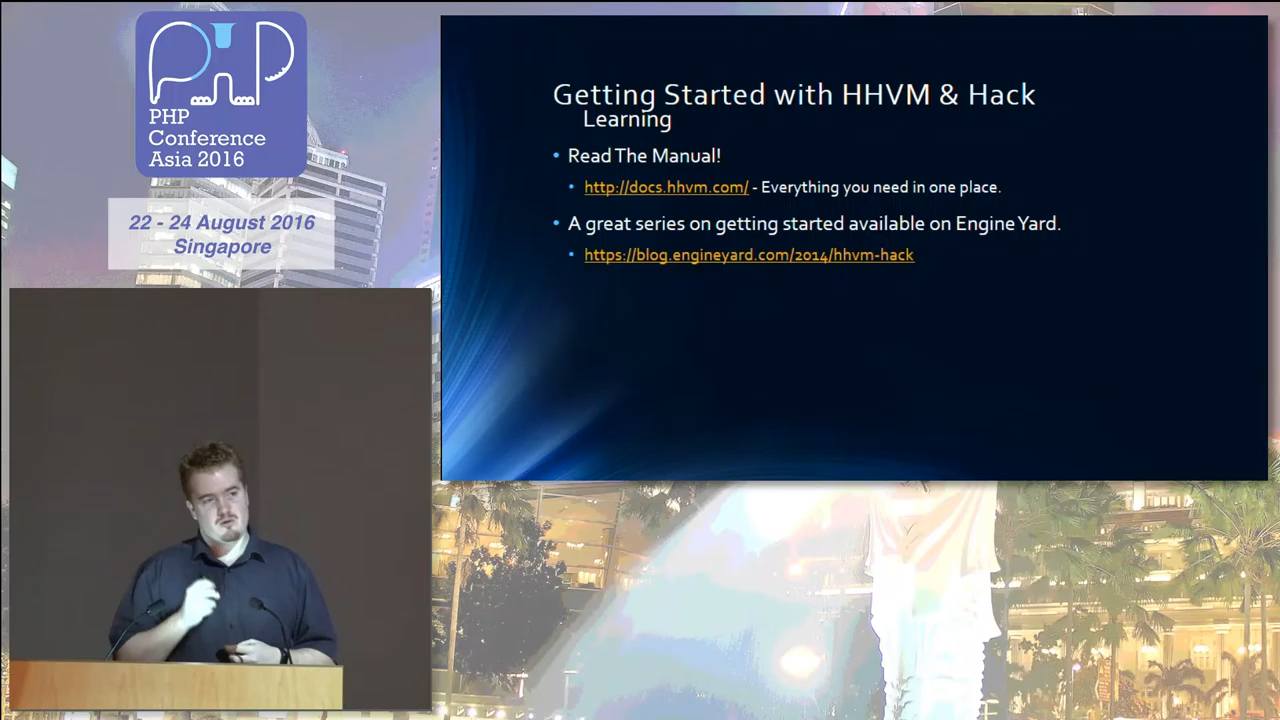 PHP
PHP
Conference
Asia 2016
22 - 24 August 2016
Singapore
Getting Started with HHVM & Hack
Learning
• Read The Manual!
• http://docs.hhvm.com/ - Everything you need in one place.
• A great series on getting started available on Engine Yard.
• https://blog.engineyard.com/2014/hhvm-hack